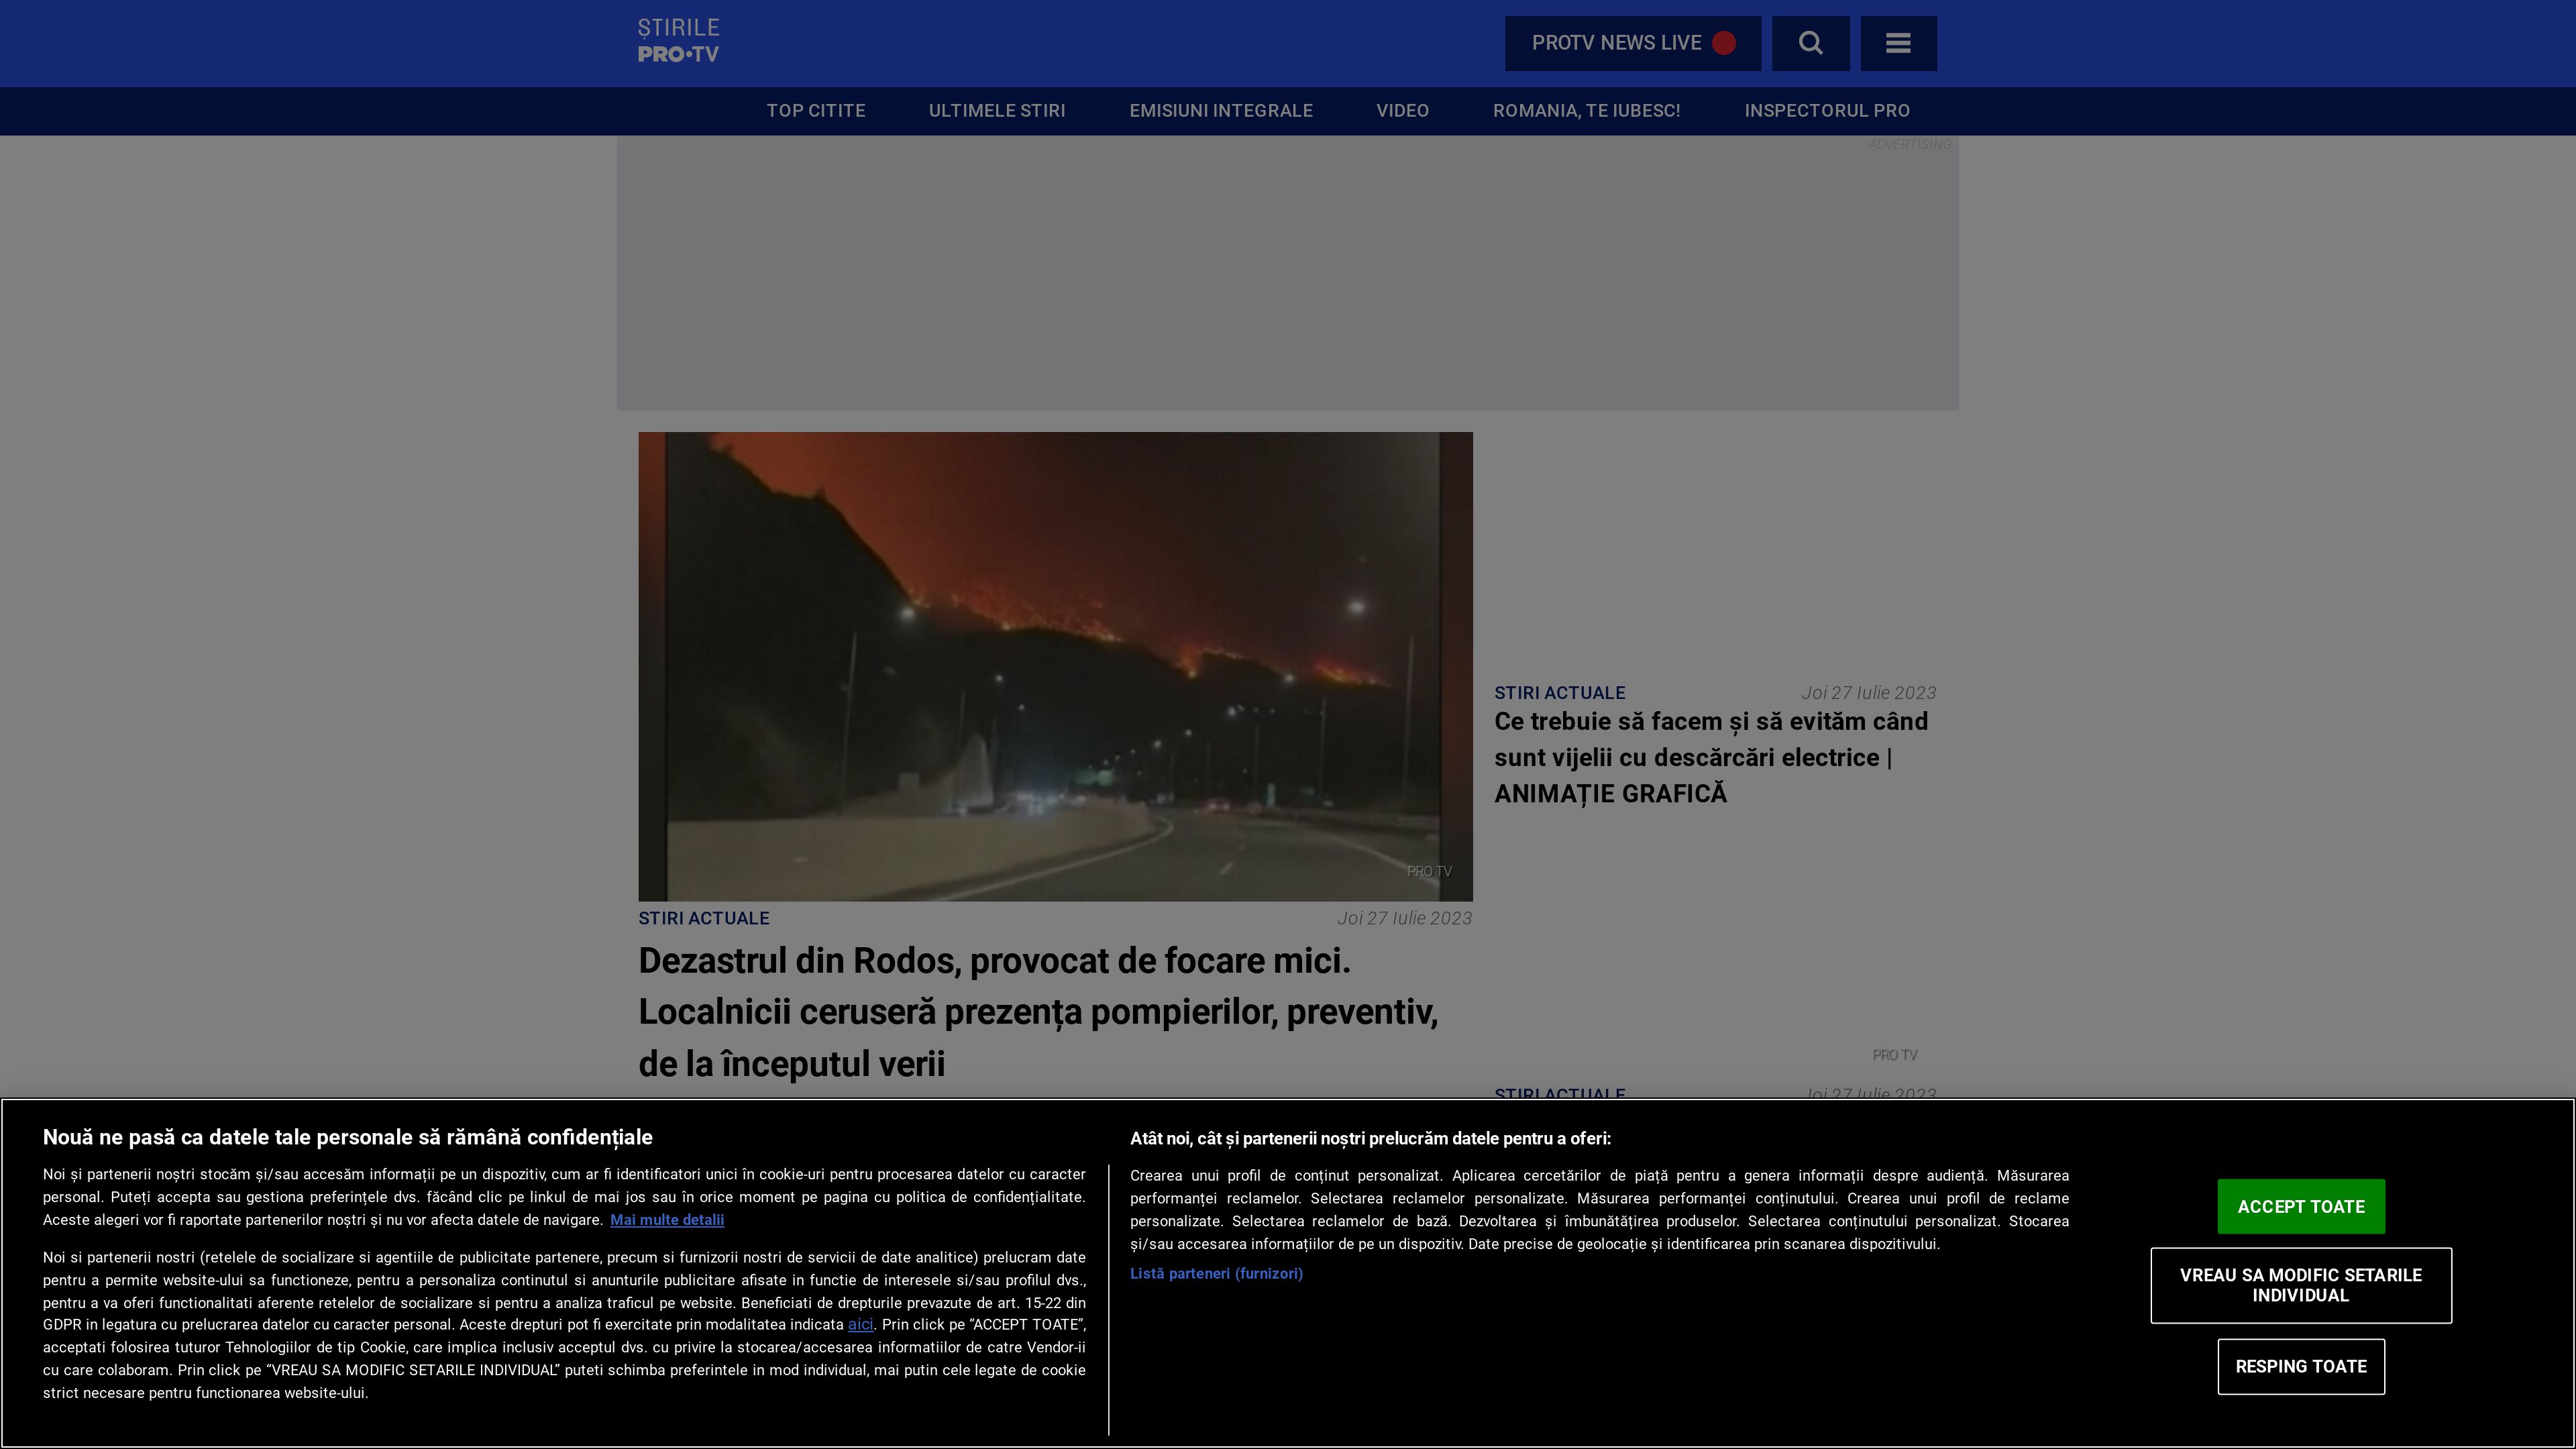 ȘTIRILE
PRO•TV
PROTV NEWS LIVE
TOP CITITE
ULTIMELE STIRI
EMISIUNI INTEGRALE
VIDEO
ROMANIA, TE IUBESC!
INSPECTORUL PRO
ADVERTISING
PRO TV
STIRI ACTUALE
Joi 27 Iulie 2023
Dezastrul din Rodos, provocat de focare mici.
Localnicii ceruseră prezența pompierilor, preventiv,
de la începutul verii
STIRI ACTUALE
Joi 27 Iulie 2023
Ce trebuie să facem și să evităm când
sunt vijelii cu descărcări electrice |
ANIMAȚIE GRAFICĂ
PRO TV
STIRI ACTUALE
Joi 27 Iulie 2023
Nouă ne pasă ca datele tale personale să rămână confidențiale
Noi și partenerii noștri stocăm și/sau accesăm informații pe un dispozitiv, cum ar fi identificatori unici în cookie-uri pentru procesarea datelor cu caracter
personal. Puteți accepta sau gestiona preferințele dvs. făcând clic pe linkul de mai jos sau în orice moment pe pagina cu politica de confidențialitate.
Aceste alegeri vor fi raportate partenerilor noștri și nu vor afecta datele de navigare. Mai multe detalii
Noi si partenerii nostri (retelele de socializare si agentiile de publicitate partenere, precum si furnizorii nostri de servicii de date analitice) prelucram date
pentru a permite website-ului sa functioneze, pentru a personaliza continutul si anunturile publicitare afisate in functie de interesele si/sau profilul dvs.,
pentru a va oferi functionalitati aferente retelelor de socializare si pentru a analiza traficul pe website. Beneficiati de drepturile prevazute de art. 15-22 din
GDPR in legatura cu prelucrarea datelor cu caracter personal. Aceste drepturi pot fi exercitate prin modalitatea indicata aici. Prin click pe “ACCEPT TOATE”,
acceptati folosirea tuturor Tehnologiilor de tip Cookie, care implica inclusiv acceptul dvs. cu privire la stocarea/accesarea informatiilor de catre Vendor-ii
cu care colaboram. Prin click pe “VREAU SA MODIFIC SETARILE INDIVIDUAL” puteti schimba preferintele in mod individual, mai putin cele legate de cookie
strict necesare pentru functionarea website-ului.
Atât noi, cât și partenerii noștri prelucrăm datele pentru a oferi:
Crearea unui profil de conținut personalizat. Aplicarea cercetărilor de piață pentru a genera informații despre audiență. Măsurarea
performanței reclamelor. Selectarea reclamelor personalizate. Măsurarea performanței conținutului. Crearea unui profil de reclame
personalizate. Selectarea reclamelor de bază. Dezvoltarea și îmbunătățirea produselor. Selectarea conținutului personalizat. Stocarea
și/sau accesarea informațiilor de pe un dispozitiv. Date precise de geolocație și identificarea prin scanarea dispozitivului.
Listă parteneri (furnizori)
ACCEPT TOATE
VREAU SA MODIFIC SETARILE
INDIVIDUAL
RESPING TOATE